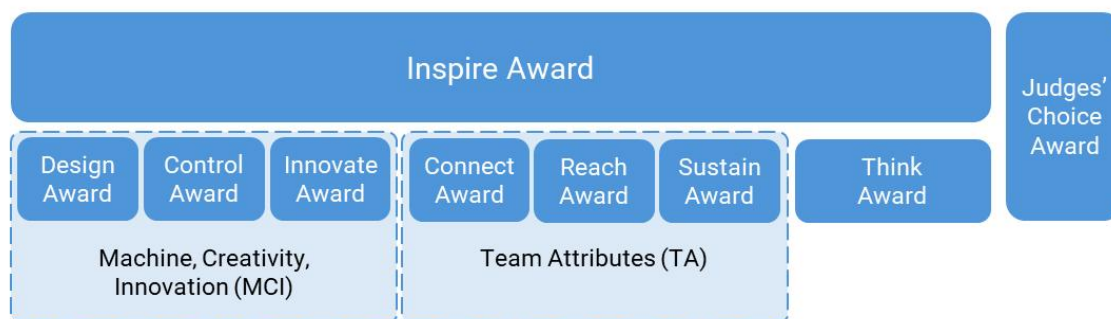 Inspire Award
Judges’
Choice
Award
Design
Award
Control
Award
Innovate
Award
Connect
Award
Reach
Award
Sustain
Award
Think
Award
Machine, Creativity,
Innovation (MCI)
Team Attributes (TA)